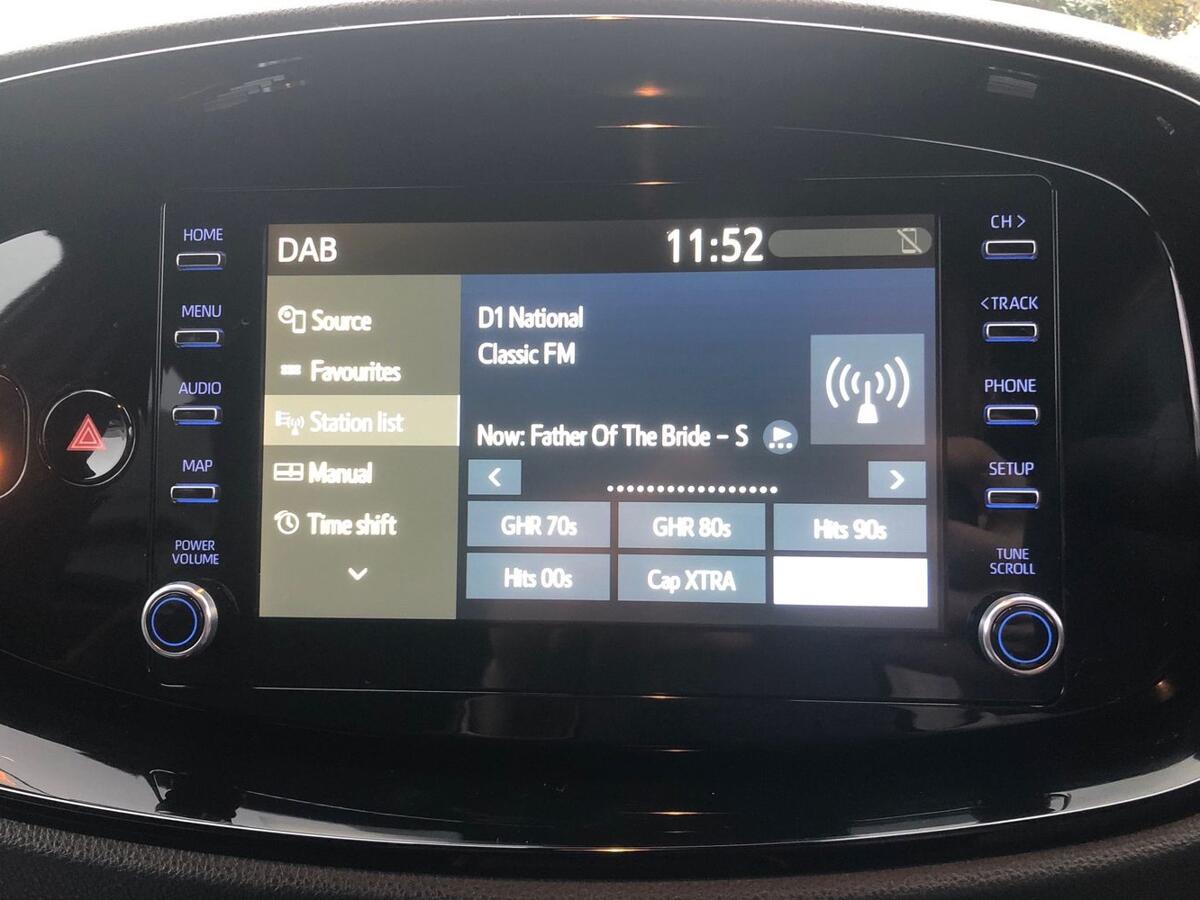 HOME
MENU
AUDIO
MAP
POWER
VOLUME
DAB
11:52
Source
Favourites
Station list
Manual
Time shift
D1 National
Classic FM
Now: Father Of The Bride – S
<
>
GHR 70s
GHR 80s
Hits 90s
Hits 00s
Cap XTRA
CH >
< TRACK
PHONE
SETUP
TUNE
SCROLL